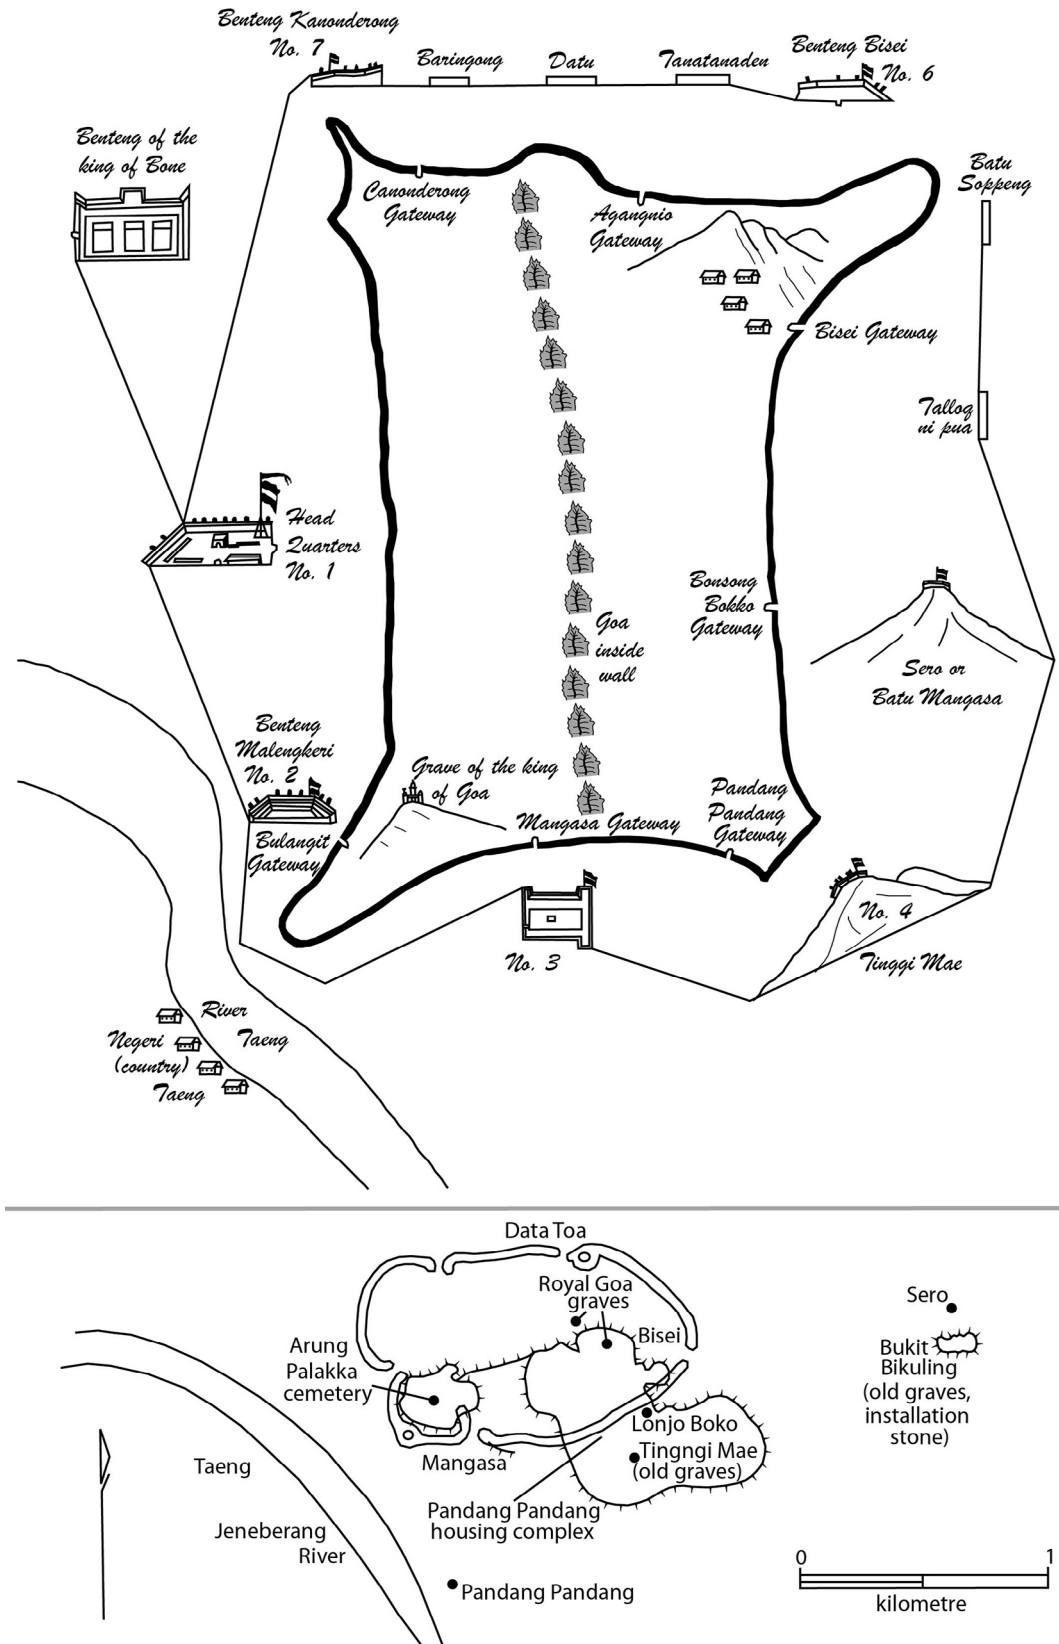 Benteng Kanonderong
No. 7
Baringong
Datu
Tanatanaden
Benteng Bisei
No. 6
Benteng of the
king of Bone
Batu
Soppeng
Canonderong
Gateway
Agangnio
Gateway
Bisei Gateway
Talloq
ni pua
Head
Quarters
No. 1
Bonsong
Bokko
Gateway
Goa
inside
wall
Sero or
Batu Mangasa
Benteng
Malengkeri
No. 2
Grave of the king
of Goa
Pandang
Pandang
Gateway
Mangasa Gateway
Bulangit
Gateway
No. 4
No. 3
Tinggi Mae
River
Taeng
Negeri
(country)
Taeng
Data Toa
Royal Goa
graves
Bisei
Sero
Arung
Palakka
cemetery
Bukit
Bikuling
(old graves,
installation
stone)
Lonjo Boko
Mangasa
Tingngi Mae
(old graves)
Taeng
Pandang Pandang
housing complex
Jeneberang
River
0 1
kilometre
Pandang Pandang